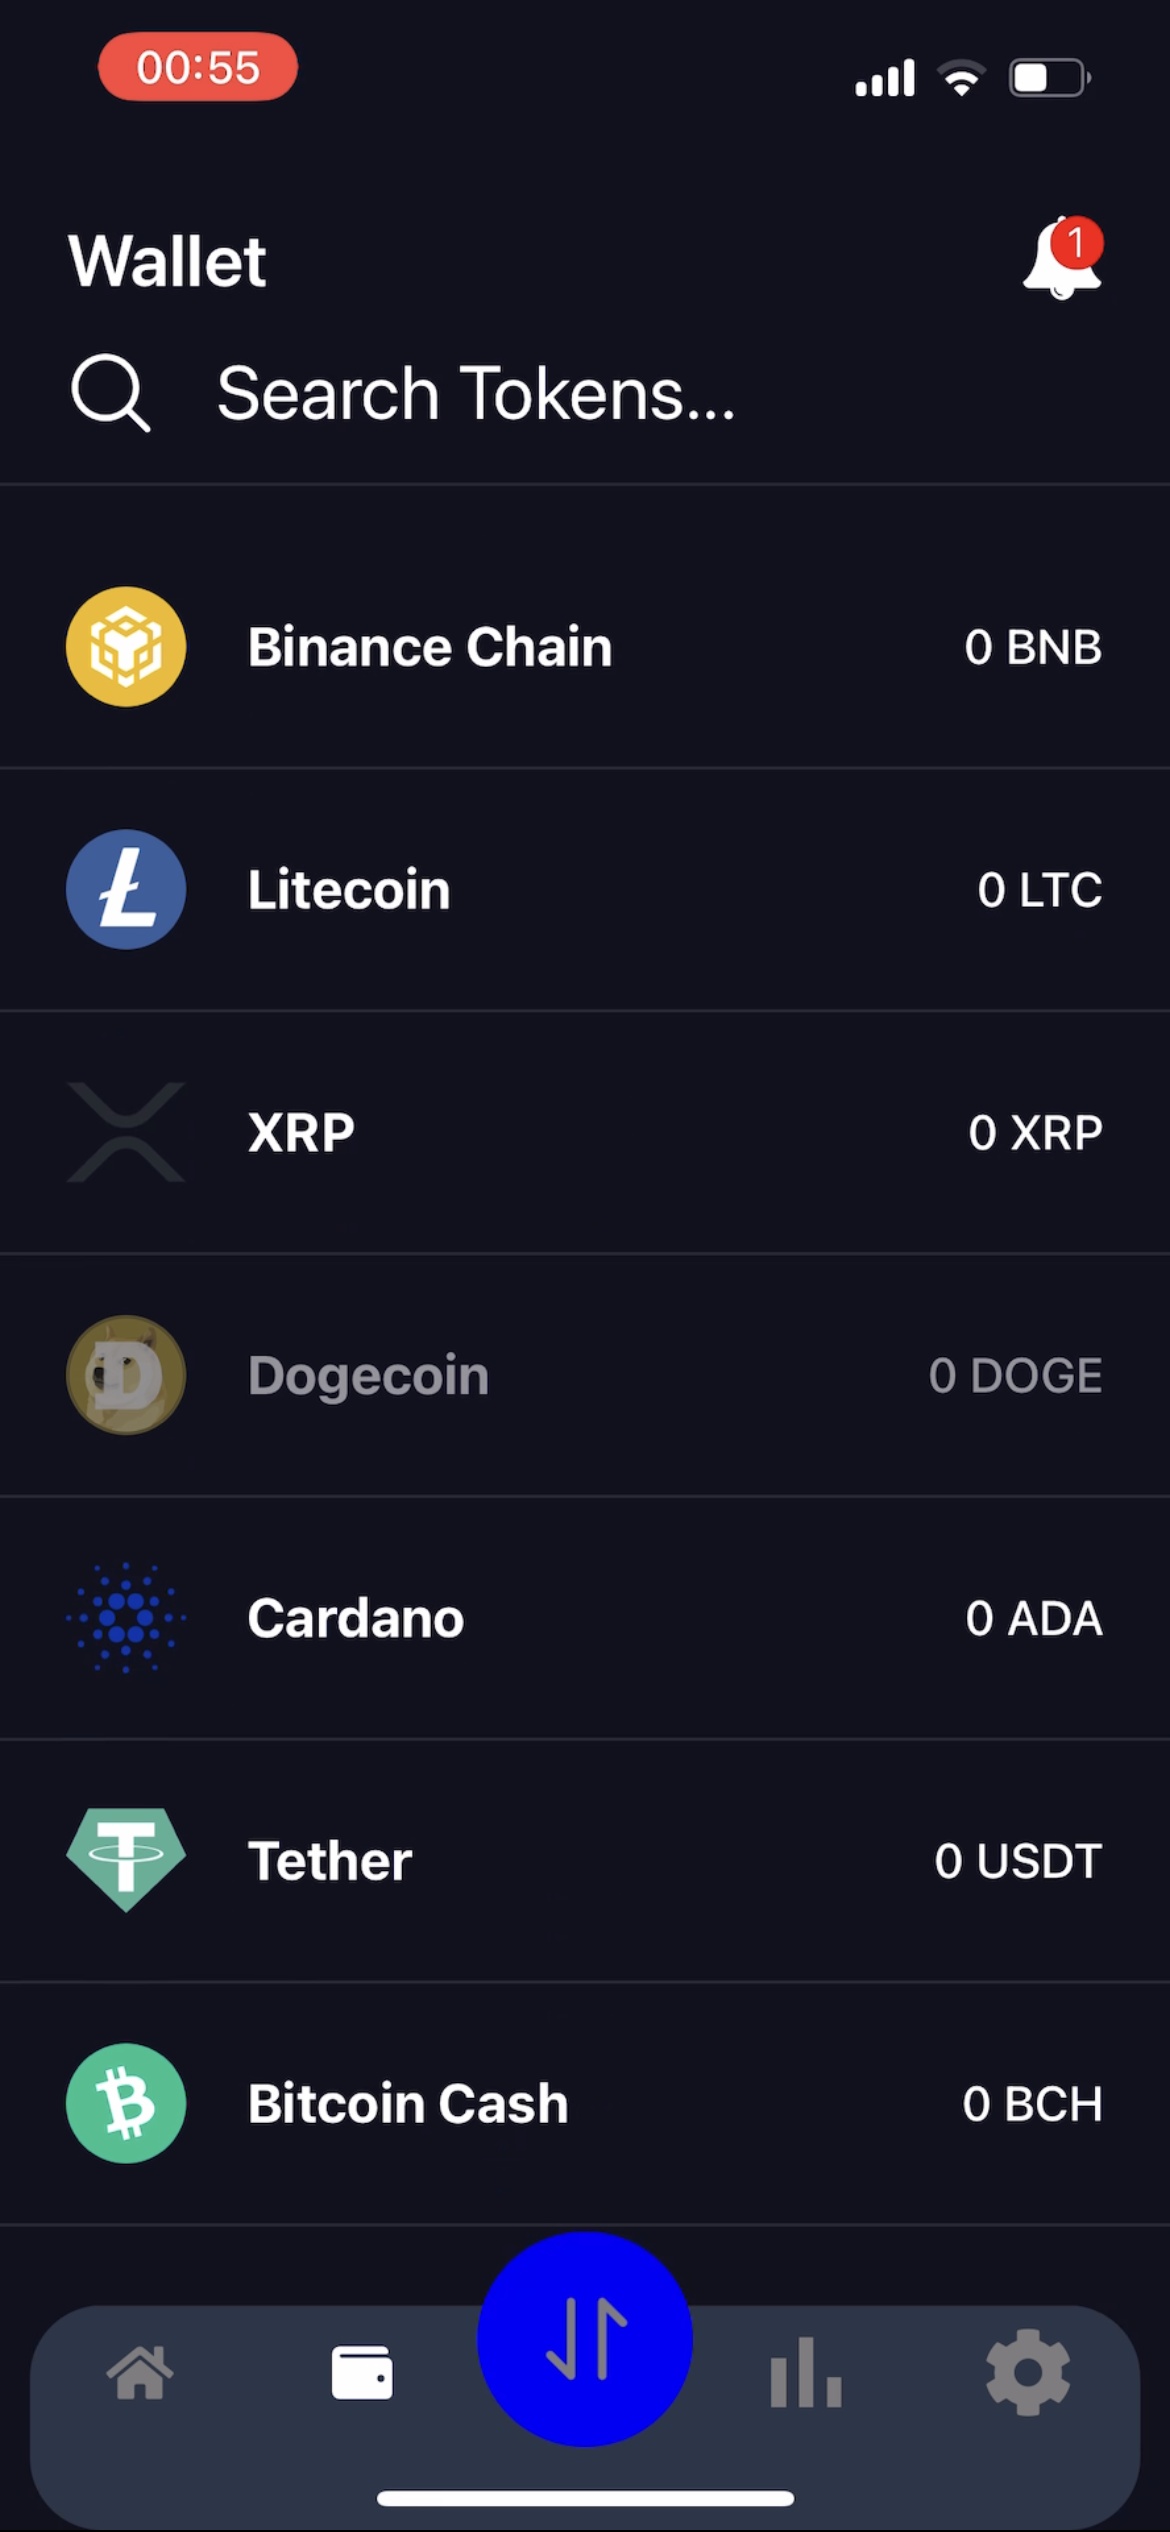 00:55
Wallet
1
Search Tokens...
Binance Chain 0 BNB
Litecoin 0 LTC
XRP 0 XRP
Dogecoin 0 DOGE
Cardano 0 ADA
Tether 0 USDT
Bitcoin Cash 0 BCH